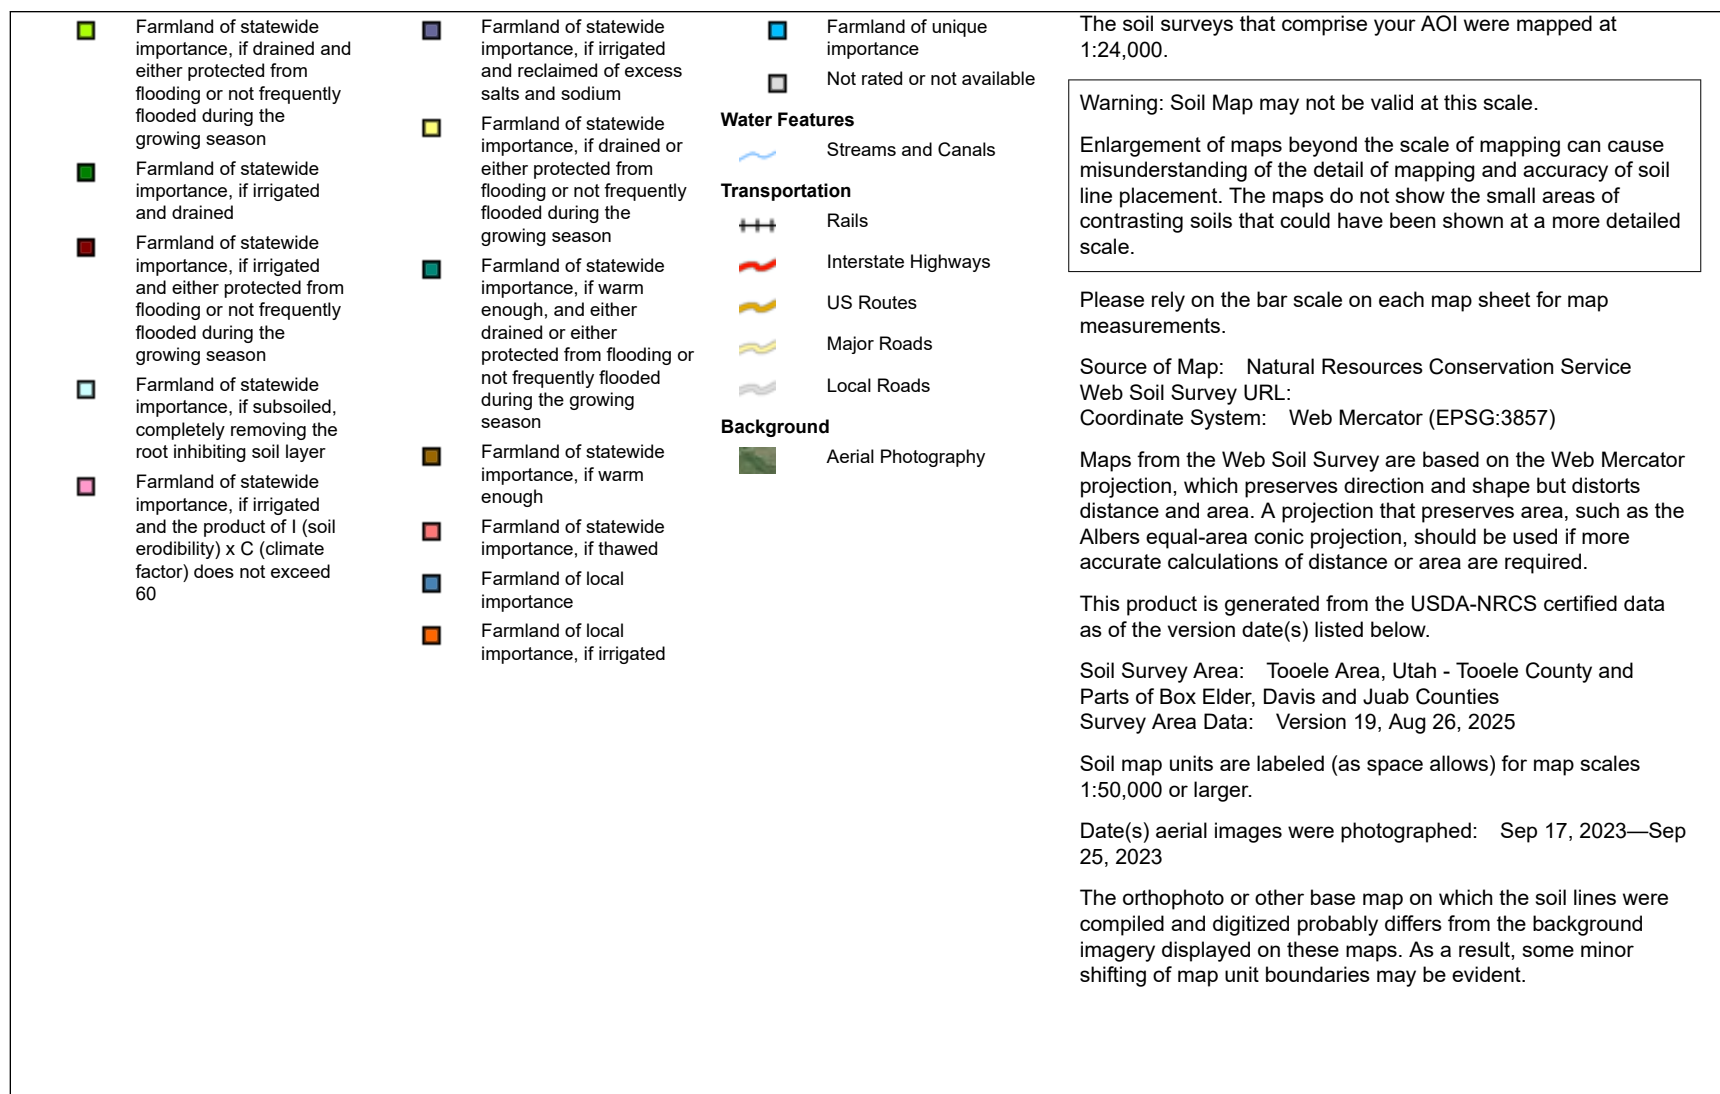 Farmland of statewide
importance, if drained and
either protected from
flooding or not frequently
flooded during the
growing season
Farmland of statewide
importance, if irrigated
and drained
Farmland of statewide
importance, if irrigated
and either protected from
flooding or not frequently
flooded during the
growing season
Farmland of statewide
importance, if subsoiled,
completely removing the
root inhibiting soil layer
Farmland of statewide
importance, if irrigated
and the product of I (soil
erodibility) x C (climate
factor) does not exceed
60
Farmland of statewide
importance, if irrigated
and reclaimed of excess
salts and sodium
Farmland of statewide
importance, if drained or
either protected from
flooding or not frequently
flooded during the
growing season
Farmland of statewide
importance, if warm
enough, and either
drained or either
protected from flooding or
not frequently flooded
during the growing
season
Farmland of statewide
importance, if warm
enough
Farmland of statewide
importance, if thawed
Farmland of local
importance
Farmland of local
importance, if irrigated
Farmland of unique
importance
Not rated or not available
Water Features
Streams and Canals
Transportation
Rails
Interstate Highways
US Routes
Major Roads
Local Roads
Background
Aerial Photography
The soil surveys that comprise your AOI were mapped at
1:24,000.
Warning: Soil Map may not be valid at this scale.
Enlargement of maps beyond the scale of mapping can cause
misunderstanding of the detail of mapping and accuracy of soil
line placement. The maps do not show the small areas of
contrasting soils that could have been shown at a more detailed
scale.
Please rely on the bar scale on each map sheet for map
measurements.
Source of Map: Natural Resources Conservation Service
Web Soil Survey URL:
Coordinate System: Web Mercator (EPSG:3857)
Maps from the Web Soil Survey are based on the Web Mercator
projection, which preserves direction and shape but distorts
distance and area. A projection that preserves area, such as the
Albers equal-area conic projection, should be used if more
accurate calculations of distance or area are required.
This product is generated from the USDA-NRCS certified data
as of the version date(s) listed below.
Soil Survey Area: Tooele Area, Utah - Tooele County and
Parts of Box Elder, Davis and Juab Counties
Survey Area Data: Version 19, Aug 26, 2025
Soil map units are labeled (as space allows) for map scales
1:50,000 or larger.
Date(s) aerial images were photographed: Sep 17, 2023—Sep
25, 2023
The orthophoto or other base map on which the soil lines were
compiled and digitized probably differs from the background
imagery displayed on these maps. As a result, some minor
shifting of map unit boundaries may be evident.